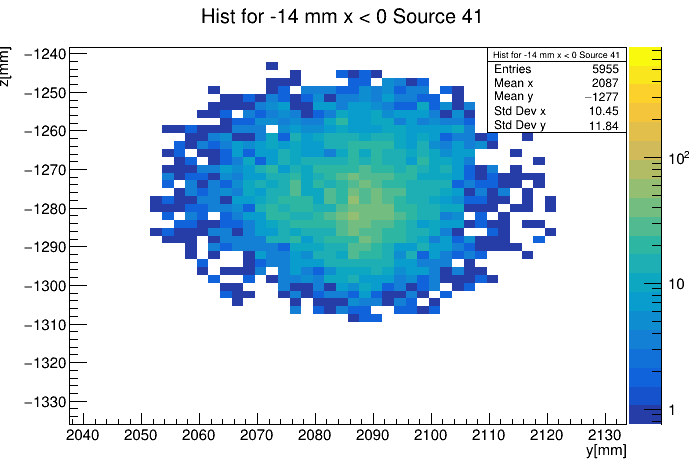 Hist for -14 mm x < 0 Source 41
z[mm]
Hist for -14 mm x < 0 Source 41
Entries 5955
Mean x 2087
Mean y −1277
Std Dev x 10.45
Std Dev y 11.84
−1240
−1250
−1260
−1270
−1280
−1290
−1300
−1310
−1320
−1330
10²
10
1
2040 2050 2060 2070 2080 2090 2100 2110 2120 2130
y[mm]